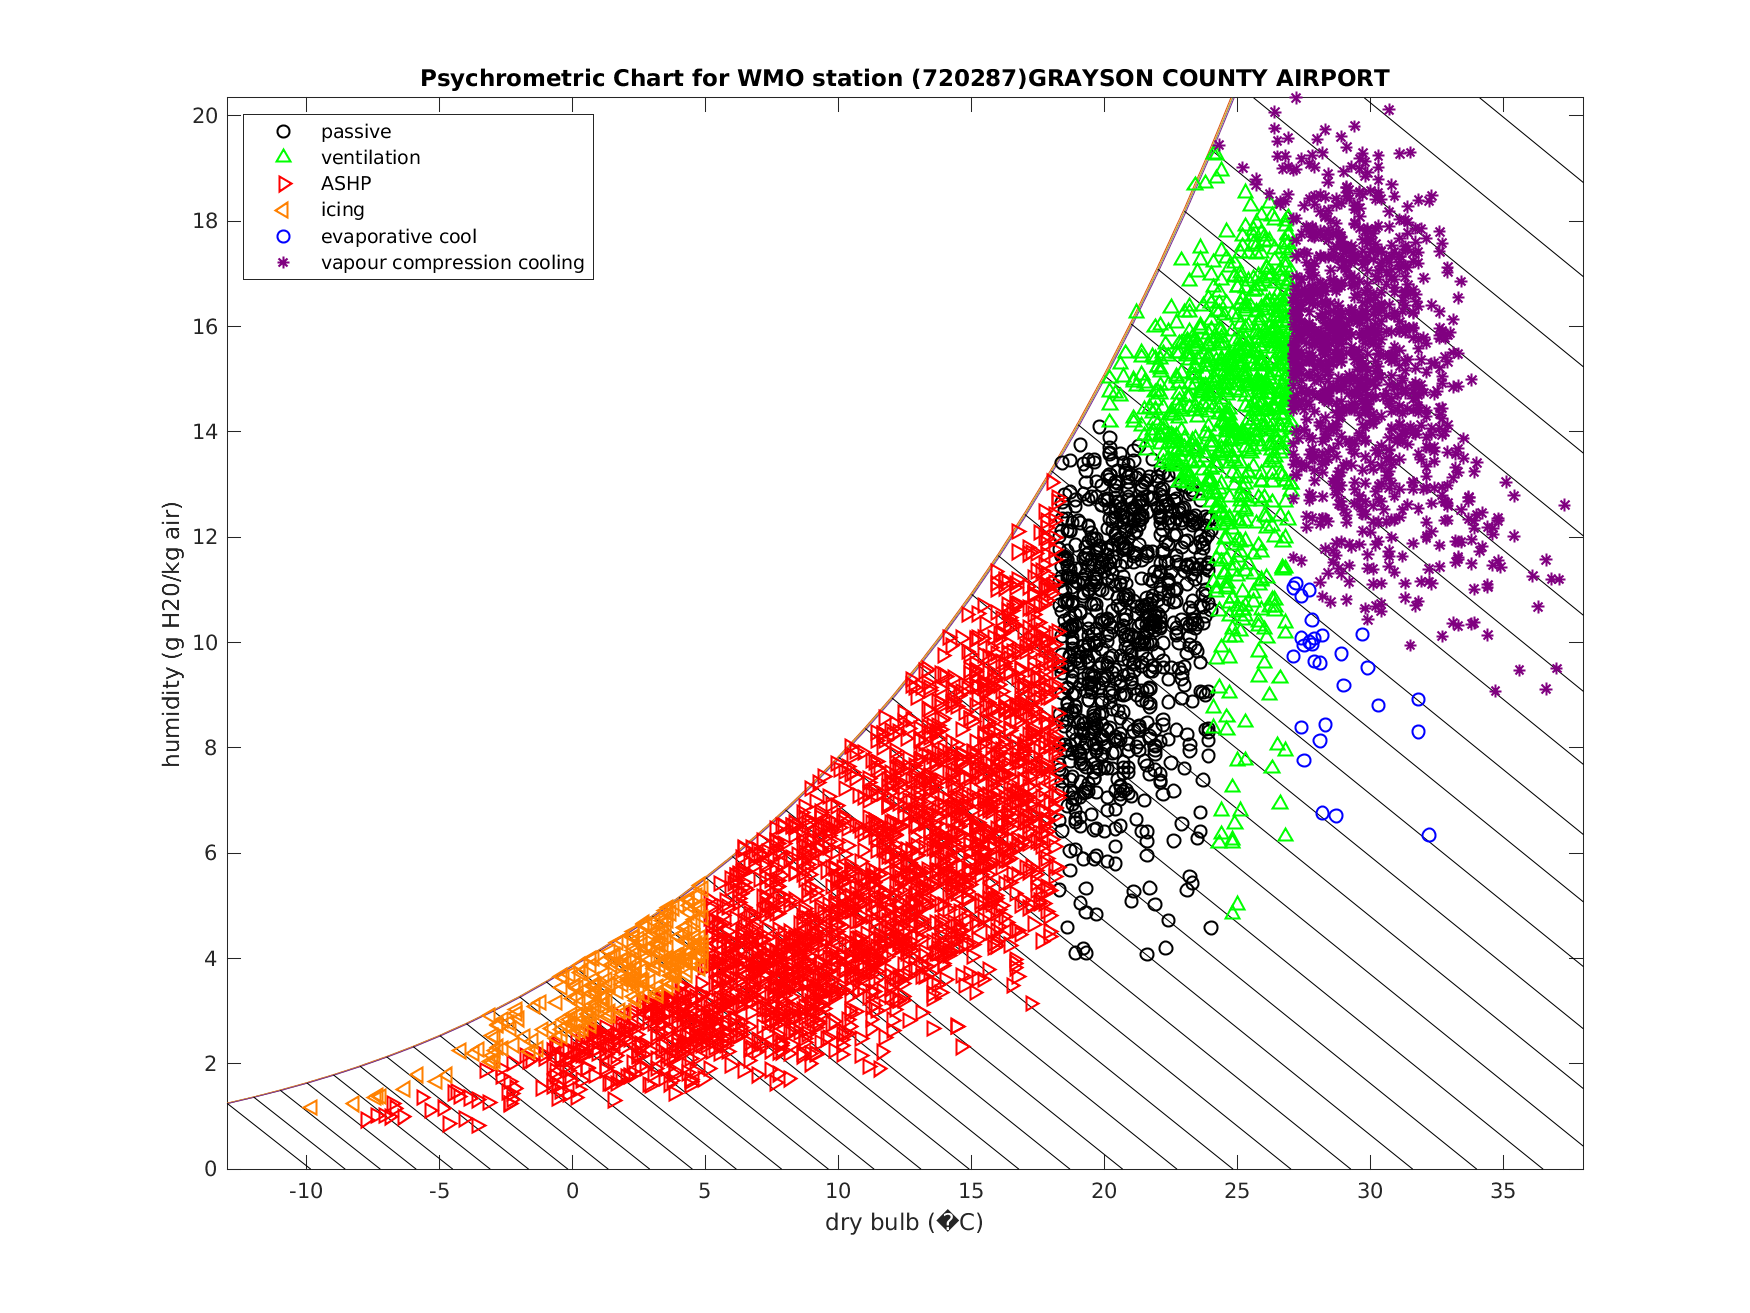 Psychrometric Chart for WMO station (720287)GRAYSON COUNTY AIRPORT
passive
ventilation
ASHP
icing
evaporative cool
vapour compression cooling
humidity (g H20/kg air)
20
18
16
14
12
10
8
6
4
2
0
-10 -5 0 5 10 15 20 25 30 35
dry bulb (�C)